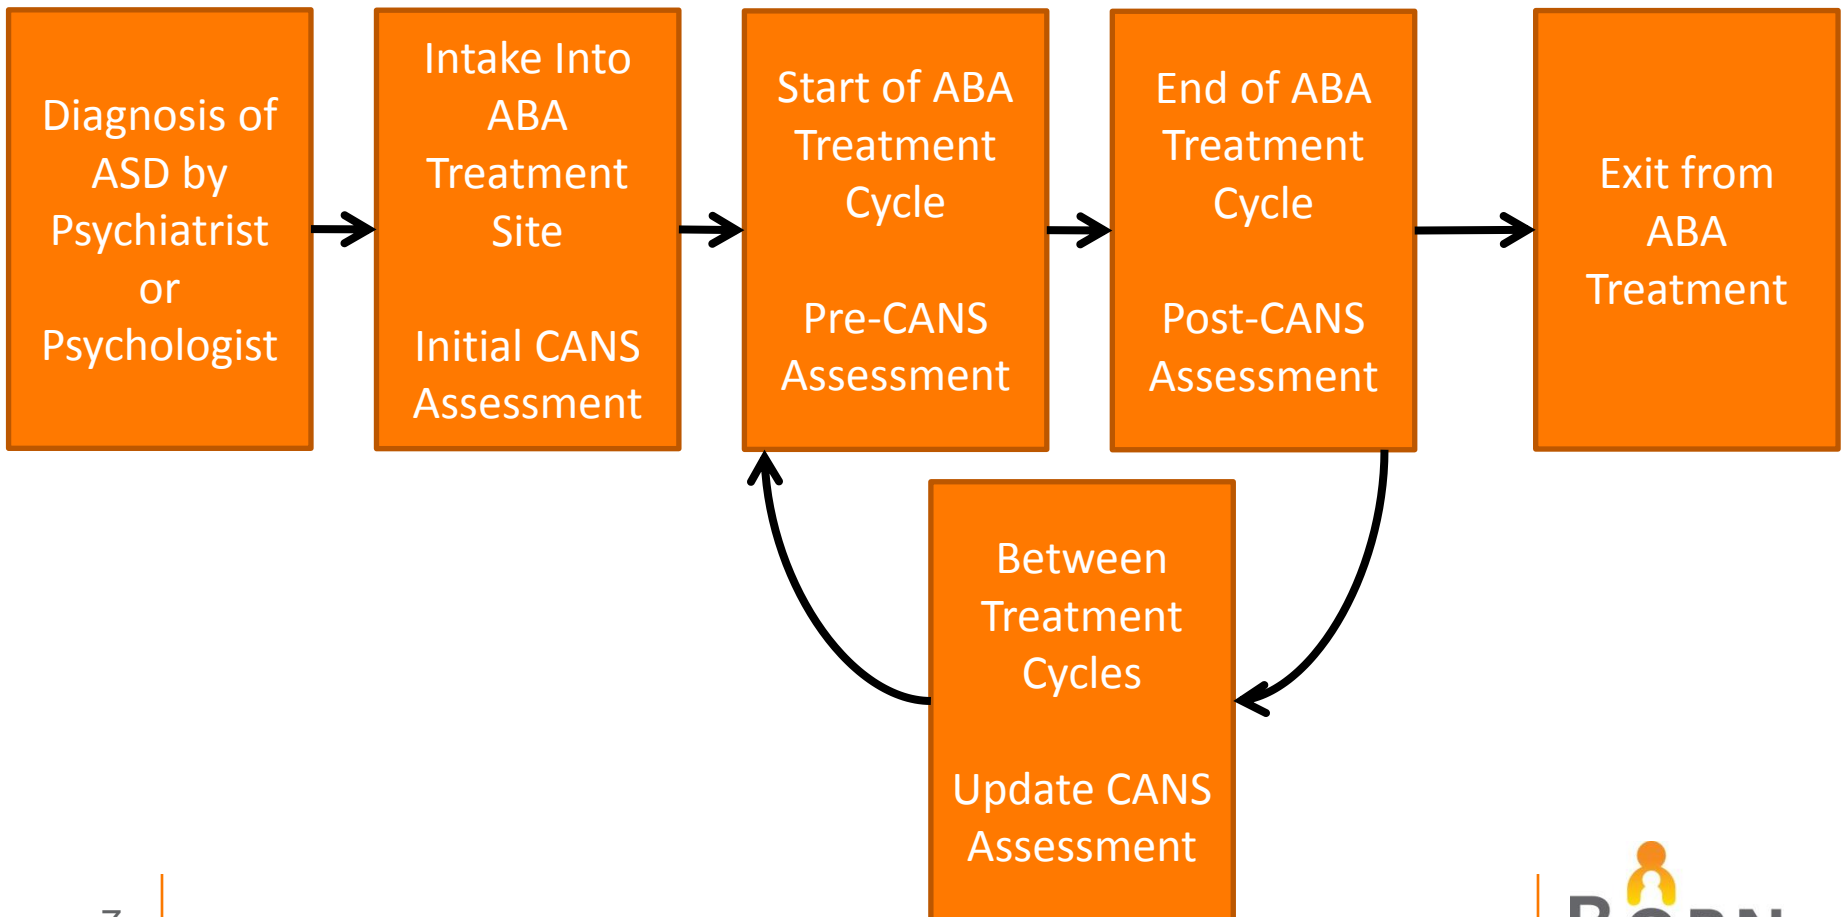 Diagnosis of
ASD by
Psychiatrist
or
Psychologist
Intake Into
ABA
Treatment
Site
Initial CANS
Assessment
Start of ABA
Treatment
Cycle
Pre-CANS
Assessment
End of ABA
Treatment
Cycle
Post-CANS
Assessment
Exit from
ABA
Treatment
Between
Treatment
Cycles
Update CANS
Assessment
BORN